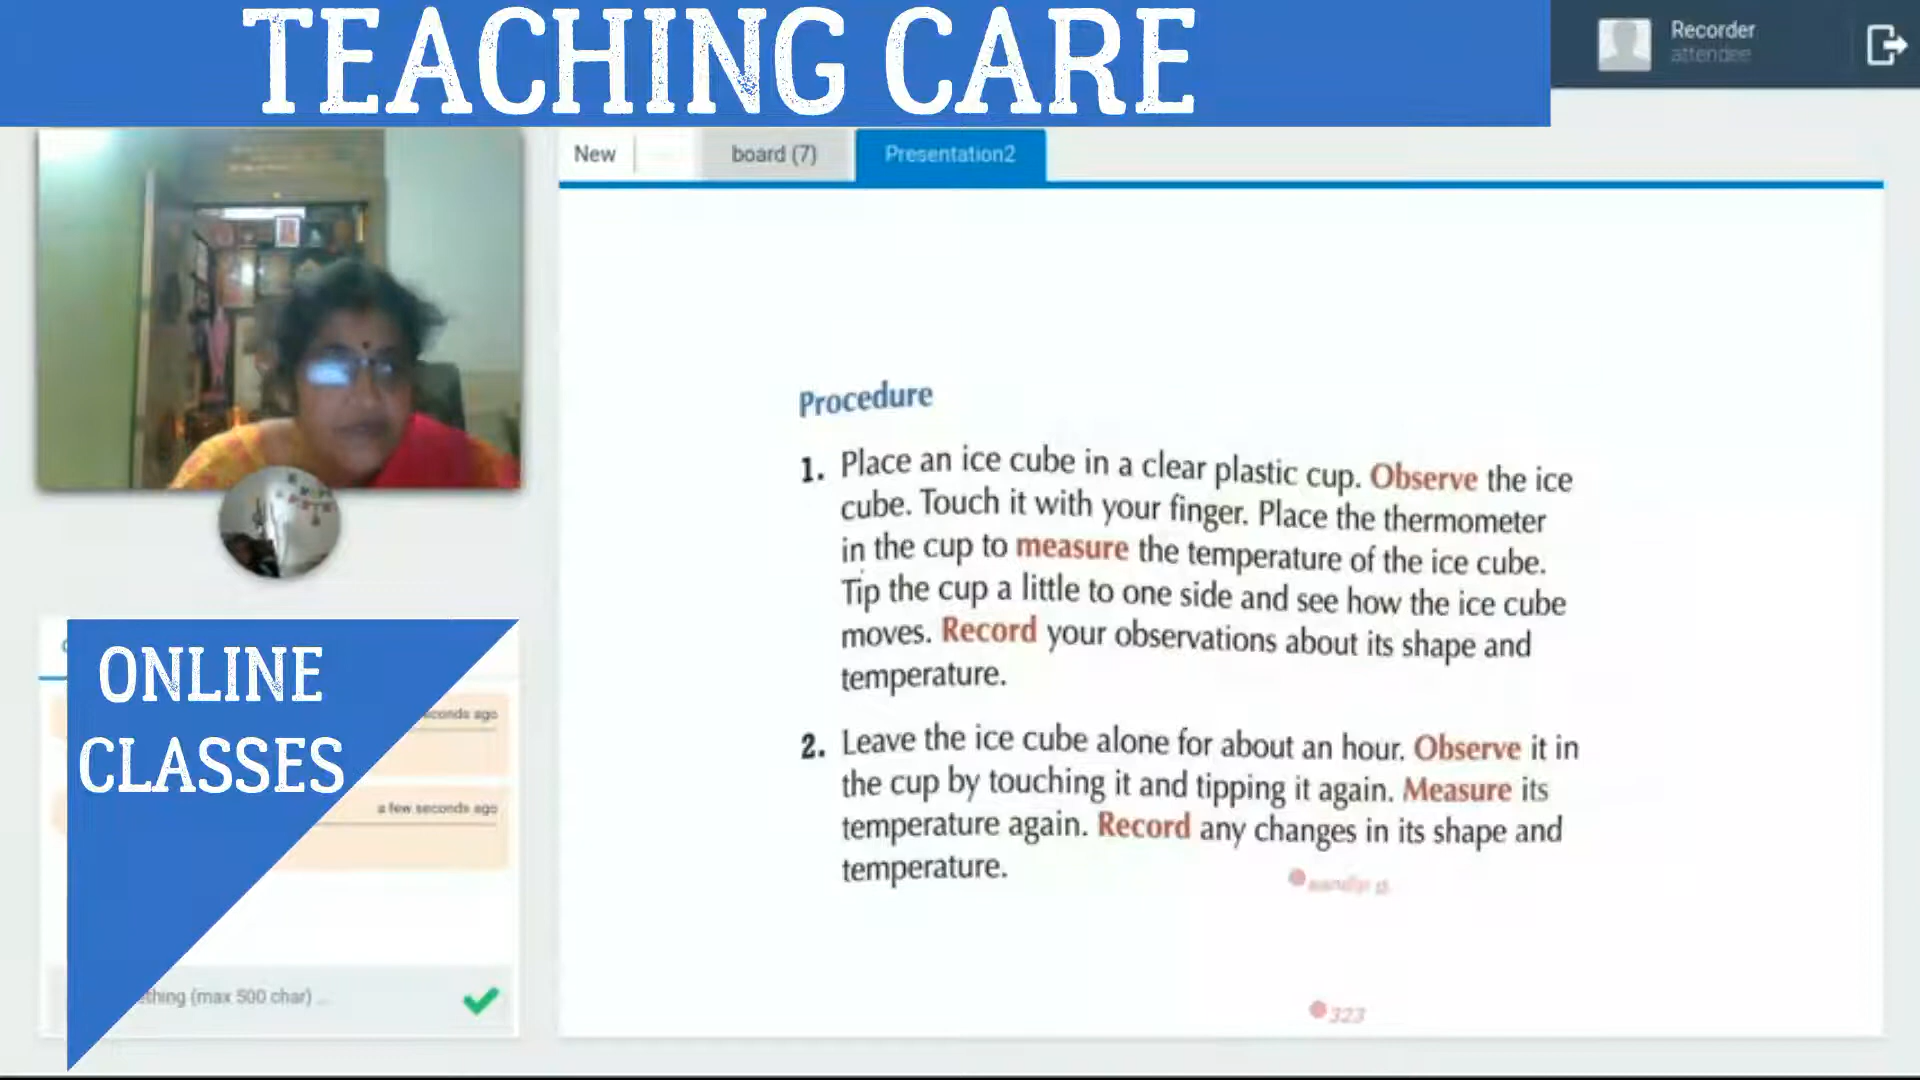 TEACHING CARE
Recorder
attendee
New
board (7)
Presentation2
Procedure
1. Place an ice cube in a clear plastic cup. Observe the ice
cube. Touch it with your finger. Place the thermometer
in the cup to measure the temperature of the ice cube.
Tip the cup a little to one side and see how the ice cube
moves. Record your observations about its shape and
temperature.
2. Leave the ice cube alone for about an hour. Observe it in
the cup by touching it and tipping it again. Measure its
temperature again. Record any changes in its shape and
temperature.
323
ONLINE
CLASSES
ago
a few seconds ago
(max 500 char) ...